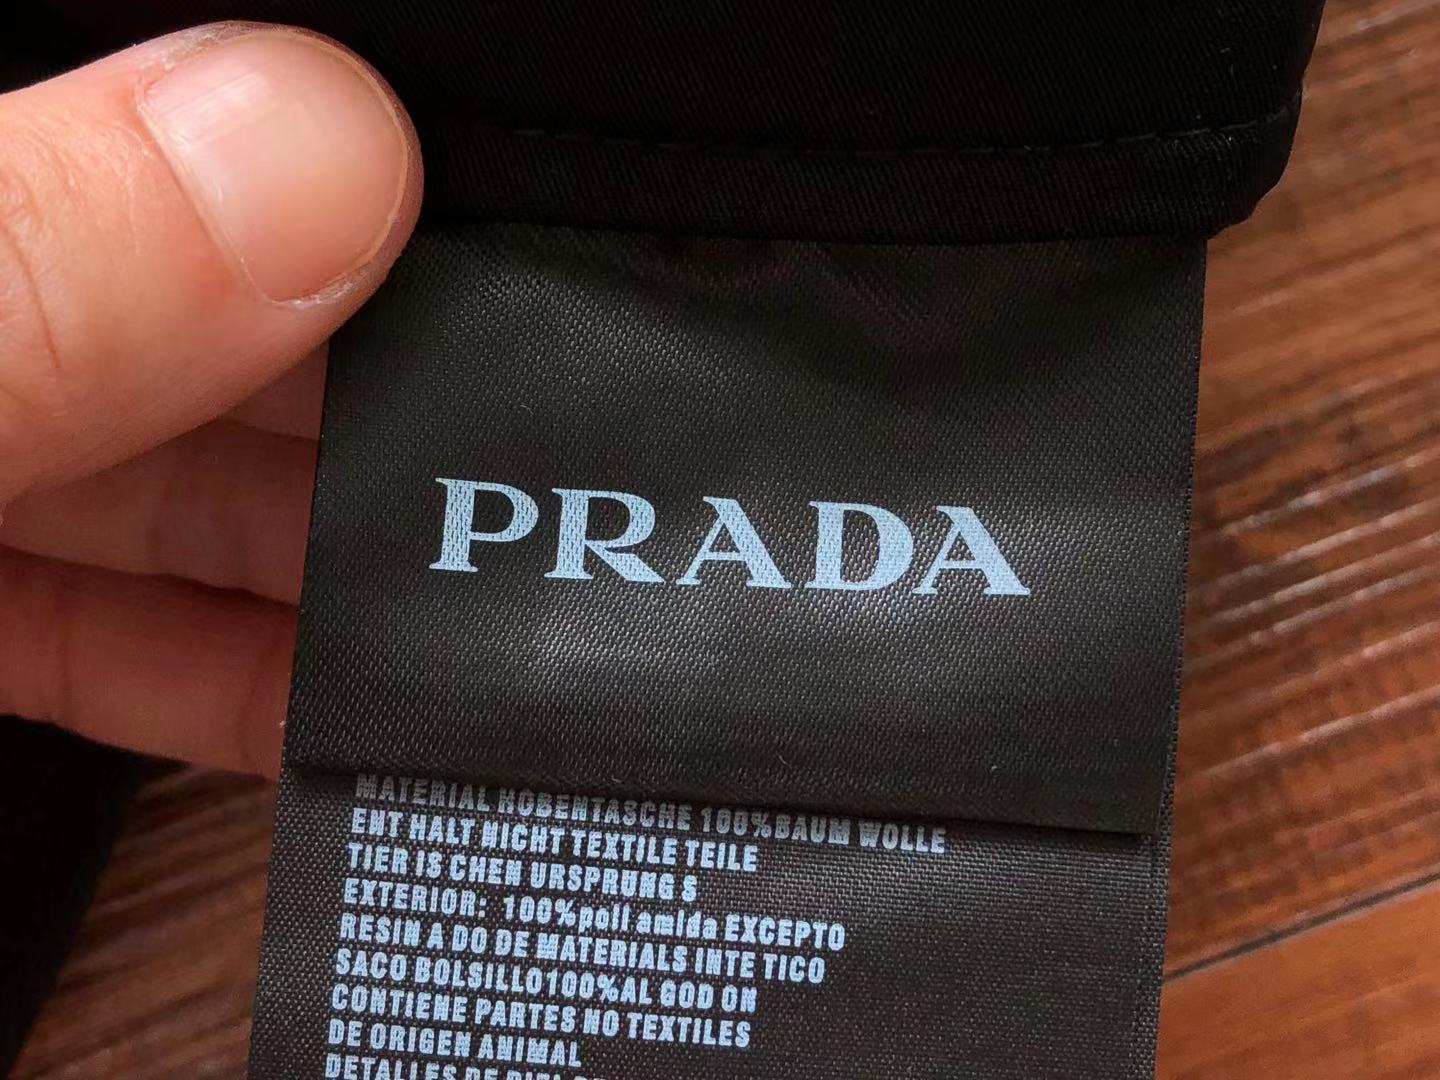 PRADA
MATERIAL HOBENTASCHE 100%BAUM WOLLE
ENT HALT NICHT TEXTILE TEILE
TIER IS CHEN URSPRUNG S
EXTERIOR: 100%poli amida EXCEPTO
RESIN A DO DE MATERIALS INTE TICO
SACO BOLSILLO100%AL GOD ON
CONTIENE PARTES NO TEXTILES
DE ORIGEN ANIMAL
DETALLES DE